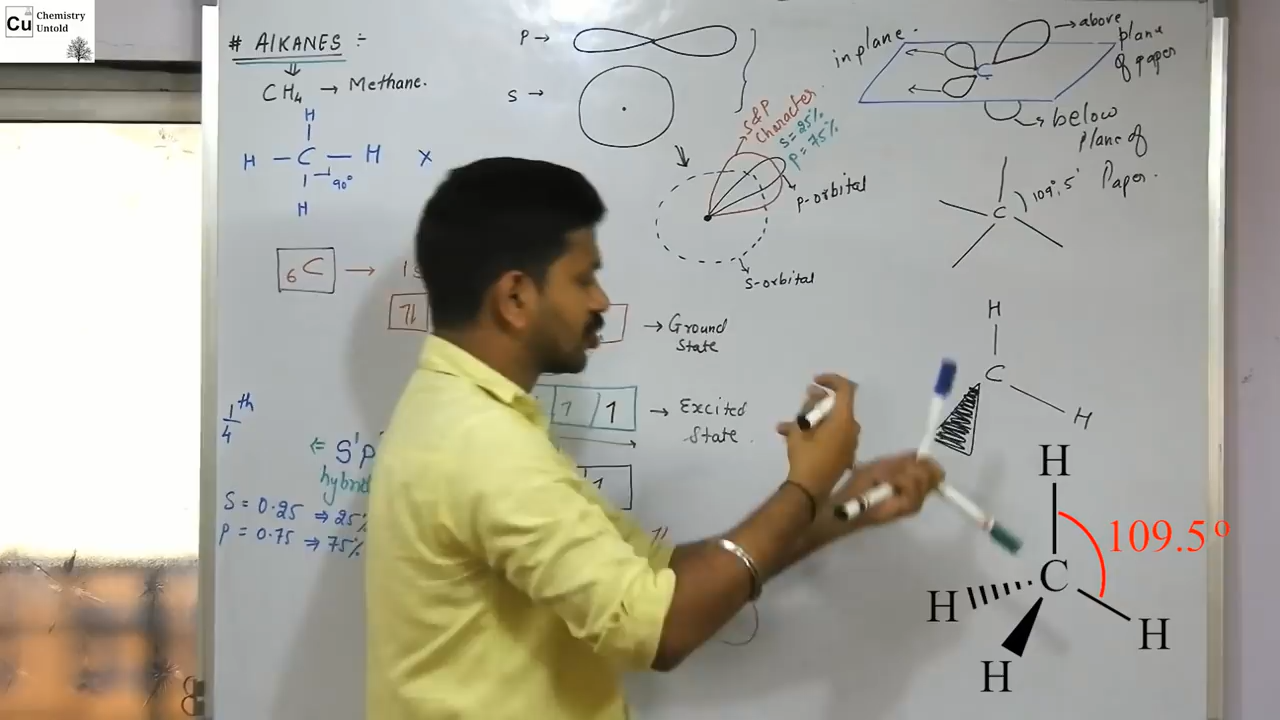 Cu Chemistry
Untold
# AlKANES :-
CH4 → Methane.
H
H - C - H x
90°
H
6C → 1s
1/4 th
⇐ S'P
hybrid
S = 0.25 ⇒ 25%
P = 0.75 ⇒ 75%
P →
S →
S&P
Character
S = 25%
P = 75%
p-orbital
s-orbital
→ Ground
State
1 1 → Excited
State
1
in plane.
C
→ above
plane
of paper
→ below
Plane of
Paper.
C 109°.5'
H
C
H
H
109.5°
C
H
H
H